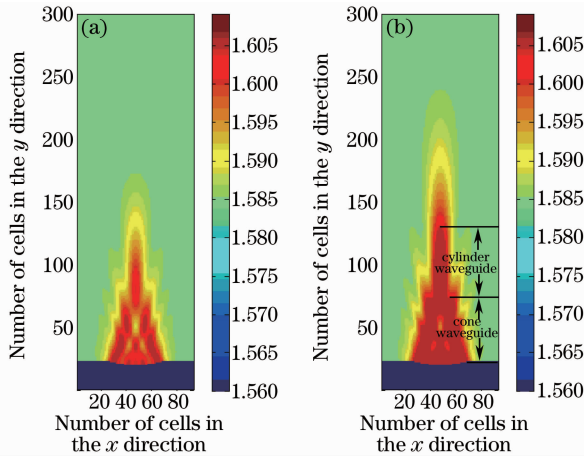 (a)
Number of cells in the y direction
300
250
200
150
100
50
20 40 60 80
Number of cells in
the x direction
1.605
1.600
1.595
1.590
1.585
1.580
1.575
1.570
1.565
1.560
(b)
Number of cells in the y direction
300
250
200
150
100
50
cylinder
waveguide
cone
waveguide
20 40 60 80
Number of cells in
the x direction
1.605
1.600
1.595
1.590
1.585
1.580
1.575
1.570
1.565
1.560